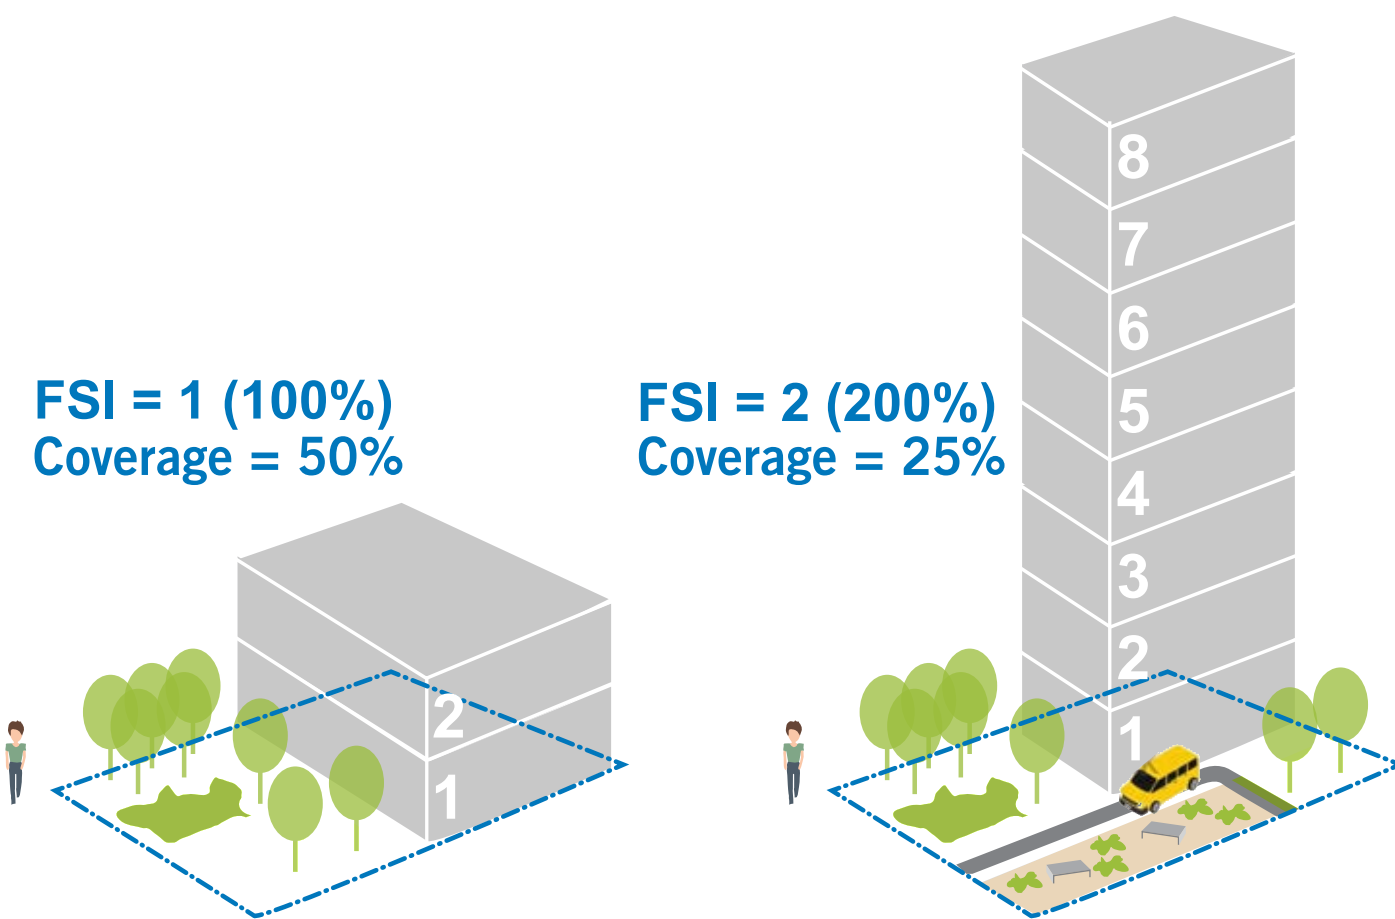 FSI = 1 (100%)
Coverage = 50%
2
1
FSI = 2 (200%)
Coverage = 25%
8
7
6
5
4
3
2
1